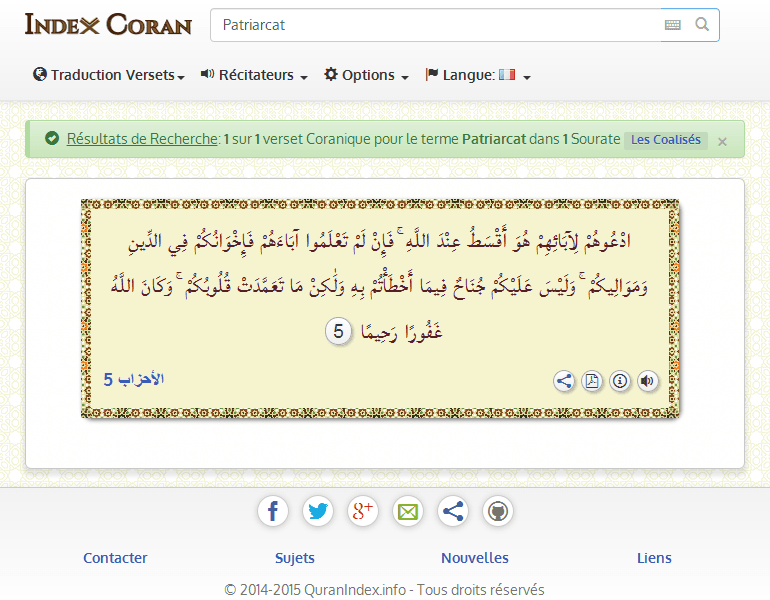 Index Coran
Patriarcat
Traduction Versets
Récitateurs
Options
Langue:
Résultats de Recherche: 1 sur 1 verset Coranique pour le terme Patriarcat dans 1 Sourate Les Coalisés ×
ادْعُوهُمْ لِآبَائِهِمْ هُوَ أَقْسَطُ عِنْدَ اللَّهِ ۚ فَإِنْ لَمْ تَعْلَمُوا آبَاءَهُمْ فَإِخْوَانُكُمْ فِي الدِّينِ
وَمَوَالِيكُمْ ۚ وَلَيْسَ عَلَيْكُمْ جُنَاحٌ فِيمَا أَخْطَأْتُمْ بِهِ وَلَٰكِنْ مَا تَعَمَّدَتْ قُلُوبُكُمْ ۚ وَكَانَ اللَّهُ
غَفُورًا رَحِيمًا 5
الأحزاب 5
Contacter
Sujets
Nouvelles
Liens
© 2014-2015 QuranIndex.info - Tous droits réservés